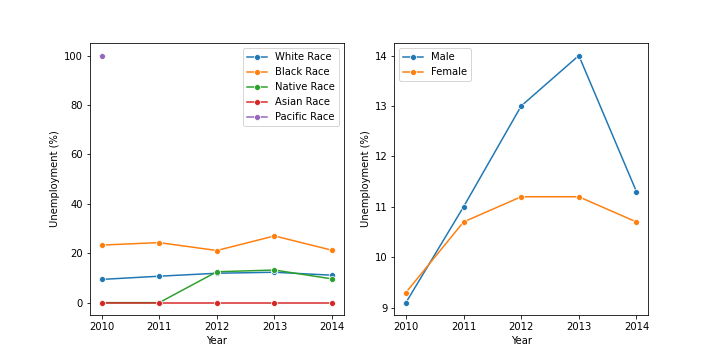 100
80
60
40
20
0
Unemployment (%)
2010 2011 2012 2013 2014
Year
White Race
Black Race
Native Race
Asian Race
Pacific Race
14
13
12
11
10
9
Unemployment (%)
2010 2011 2012 2013 2014
Year
Male
Female